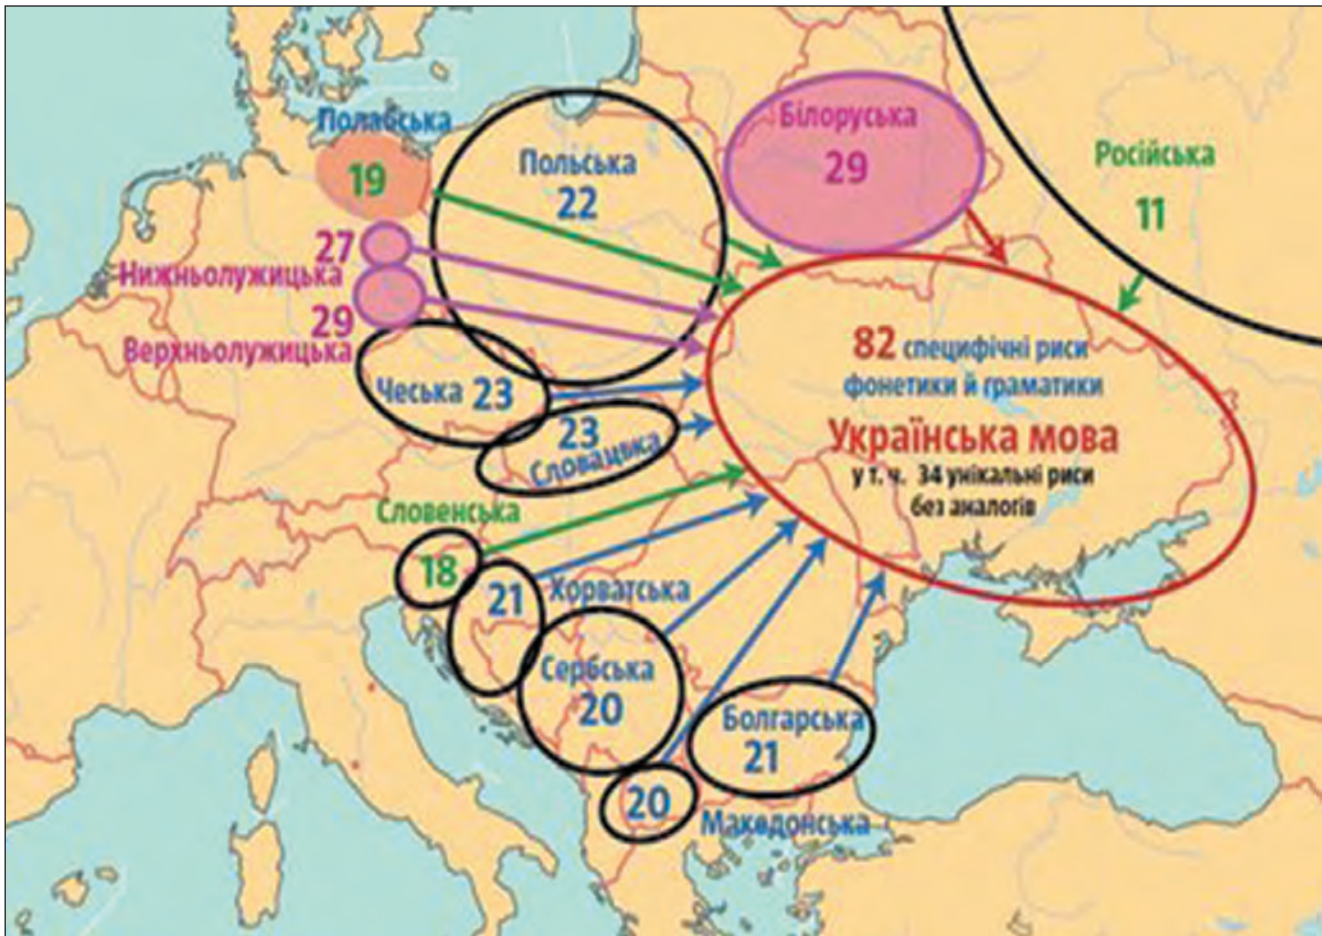 Полабська
19
Польська
22
Білоруська
29
Російська
11
27
Нижньолужицька
29
Верхньолужицька
Чеська 23
23
Словацька
82 специфічні риси
фонетики й граматики
Українська мова
у т. ч. 34 унікальні риси
без аналогів
Словенська
18
21
Хорватська
Сербська
20
Болгарська
21
20
Македонська